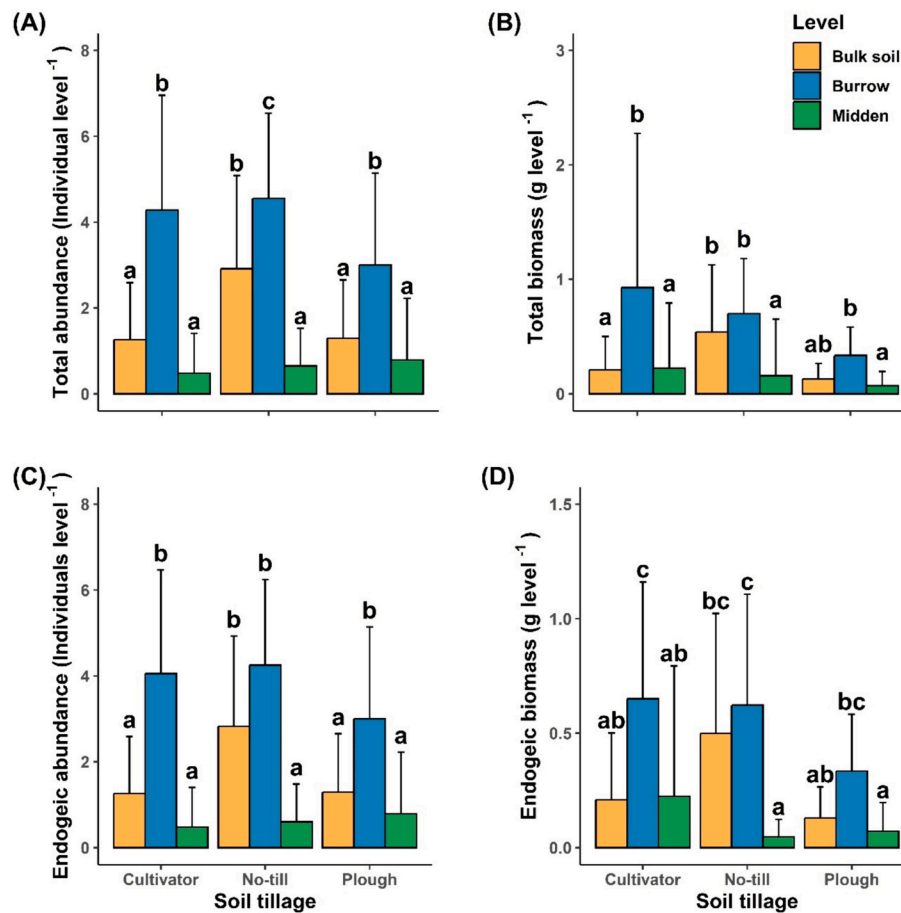 (A)
Total abundance (Individual level ⁻¹ )
8
6
4
2
0
a
b
a
b
c
a
a
b
a
(B)
Total biomass (g level ⁻¹ )
3
2
1
0
a
b
a
b
b
a
ab
b
a
Level
Bulk soil
Burrow
Midden
(C)
Endogeic abundance (Individuals level ⁻¹ )
8
6
4
2
0
a
b
a
b
b
a
a
b
a
Cultivator No-till Plough
Soil tillage
(D)
Endogeic biomass (g level ⁻¹ )
1.5
1.0
0.5
0.0
ab
c
ab
bc
c
a
ab
bc
a
Cultivator No-till Plough
Soil tillage